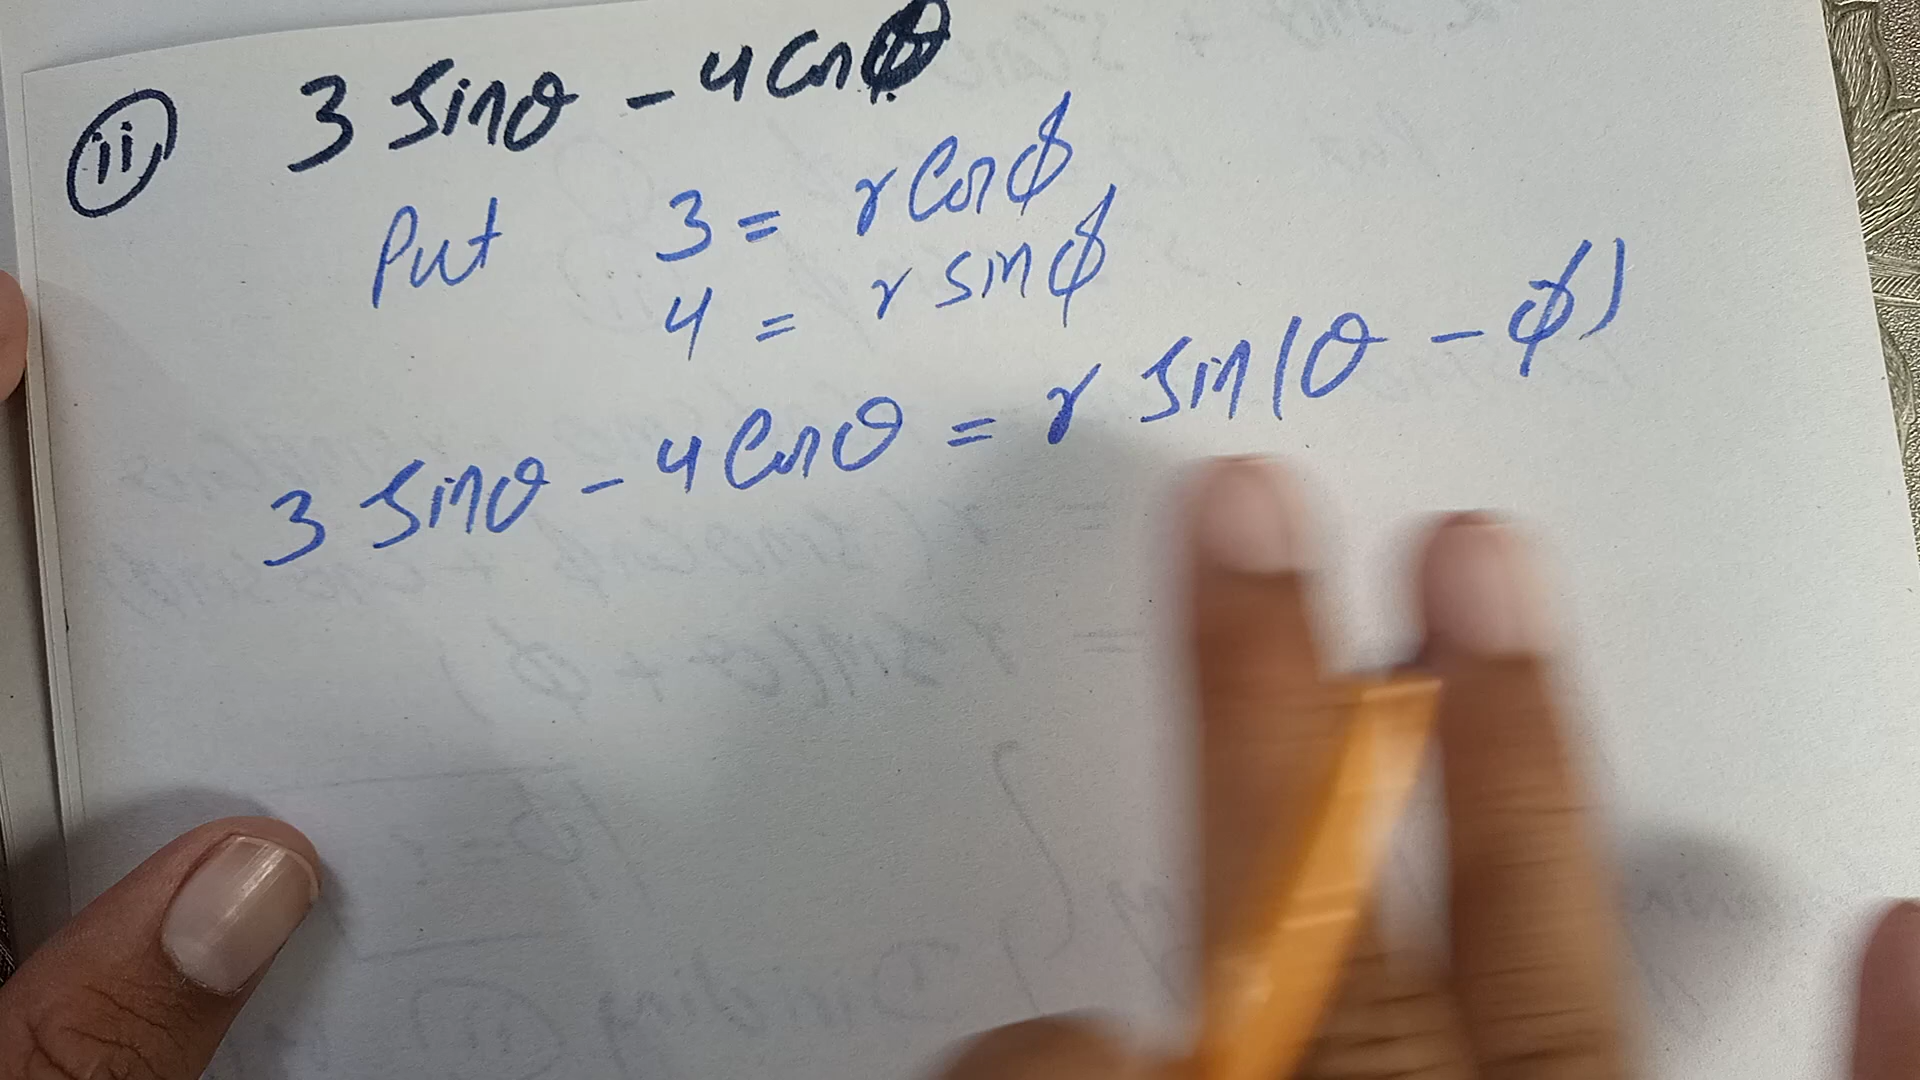 (ii) 3 sinθ - 4 cosθ
Put 3 = r cosϕ
4 = r sinϕ
3 sinθ - 4 cosθ = r sin(θ - ϕ)